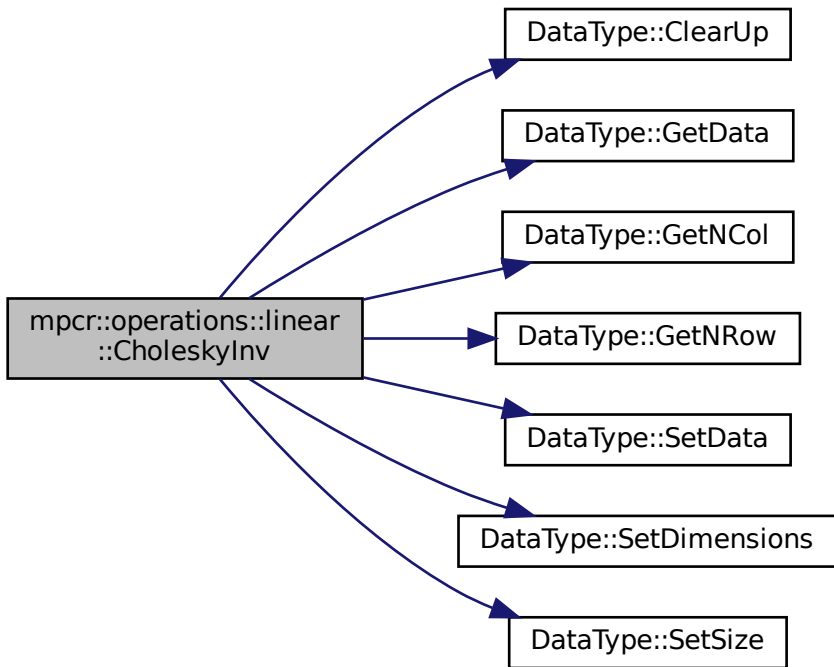 mpcr::operations::linear
::CholeskyInv
DataType::ClearUp
DataType::GetData
DataType::GetNCol
DataType::GetNRow
DataType::SetData
DataType::SetDimensions
DataType::SetSize